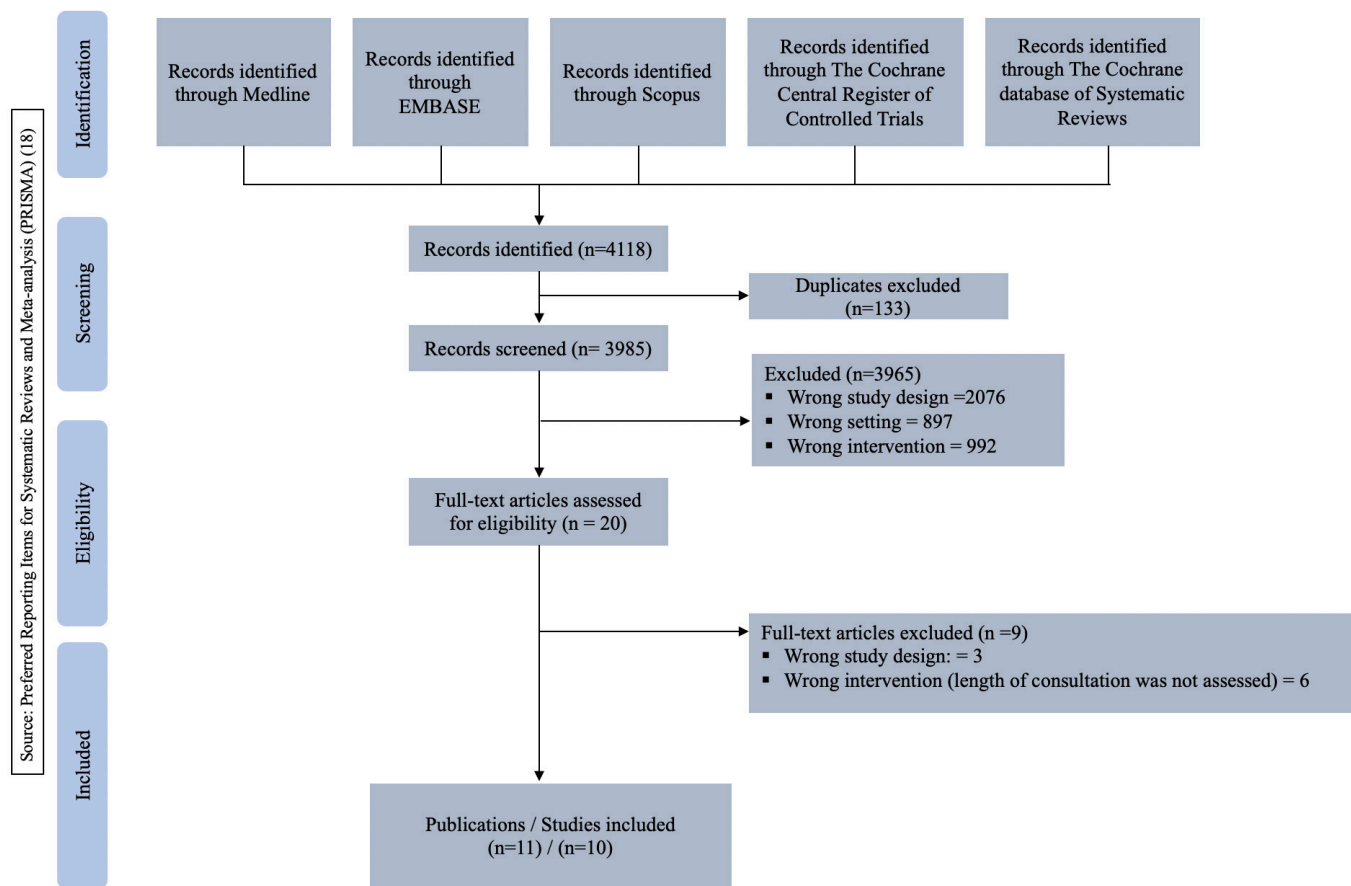 Source: Preferred Reporting Items for Systematic Reviews and Meta-analysis (PRISMA) (18)
Identification
Records identified
through Medline
Records identified
through
EMBASE
Records identified
through Scopus
Records identified
through The Cochrane
Central Register of
Controlled Trials
Records identified
through The Cochrane
database of Systematic
Reviews
Screening
Records identified (n=4118)
Duplicates excluded
(n=133)
Records screened (n= 3985)
Excluded (n=3965)
▪ Wrong study design =2076
▪ Wrong setting = 897
▪ Wrong intervention = 992
Eligibility
Full-text articles assessed
for eligibility (n = 20)
Full-text articles excluded (n =9)
▪ Wrong study design: = 3
▪ Wrong intervention (length of consultation was not assessed) = 6
Included
Publications / Studies included
(n=11) / (n=10)